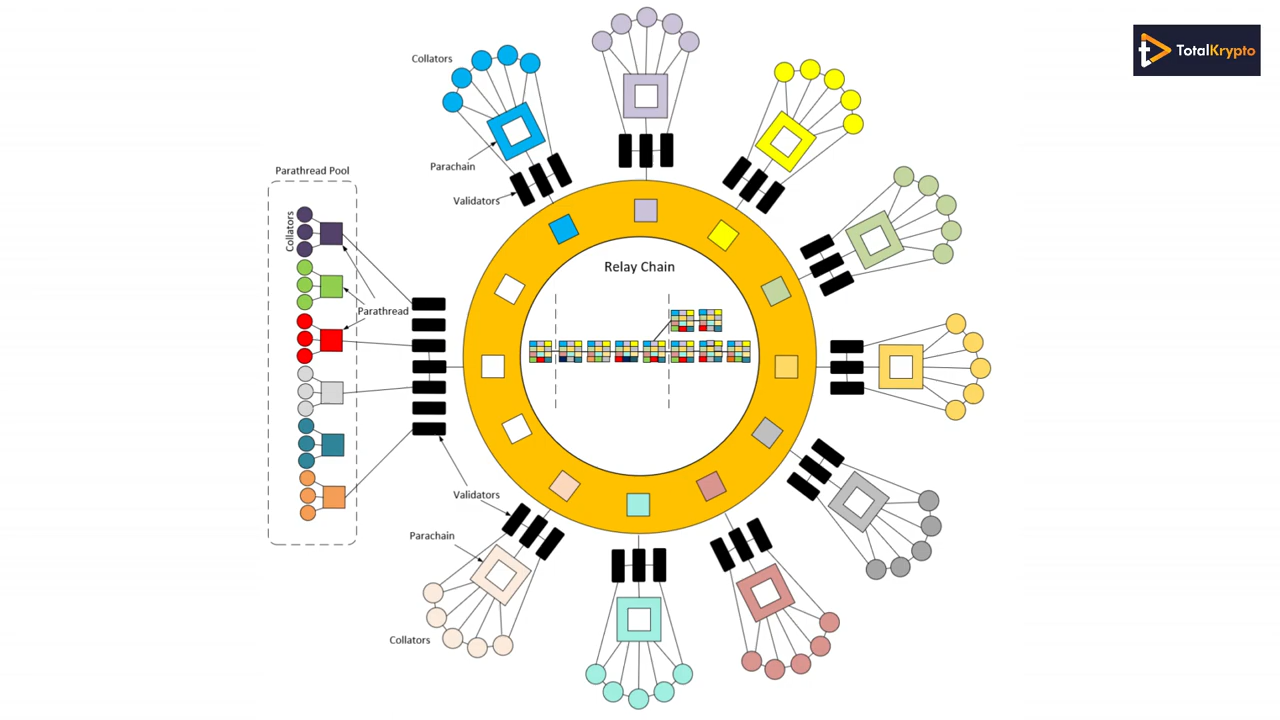 TotalKrypto
Collators
Parachain
Parathread Pool
Validators
Collators
Relay Chain
Parathread
Validators
Parachain
Collators